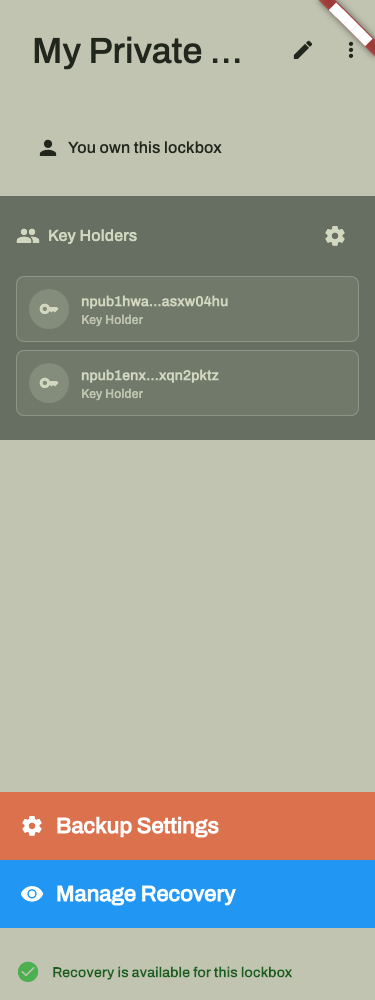 My Private ...
You own this lockbox
Key Holders
npub1hwa...asxw04hu
Key Holder
npub1enx...xqn2pktz
Key Holder
Backup Settings
Manage Recovery
Recovery is available for this lockbox